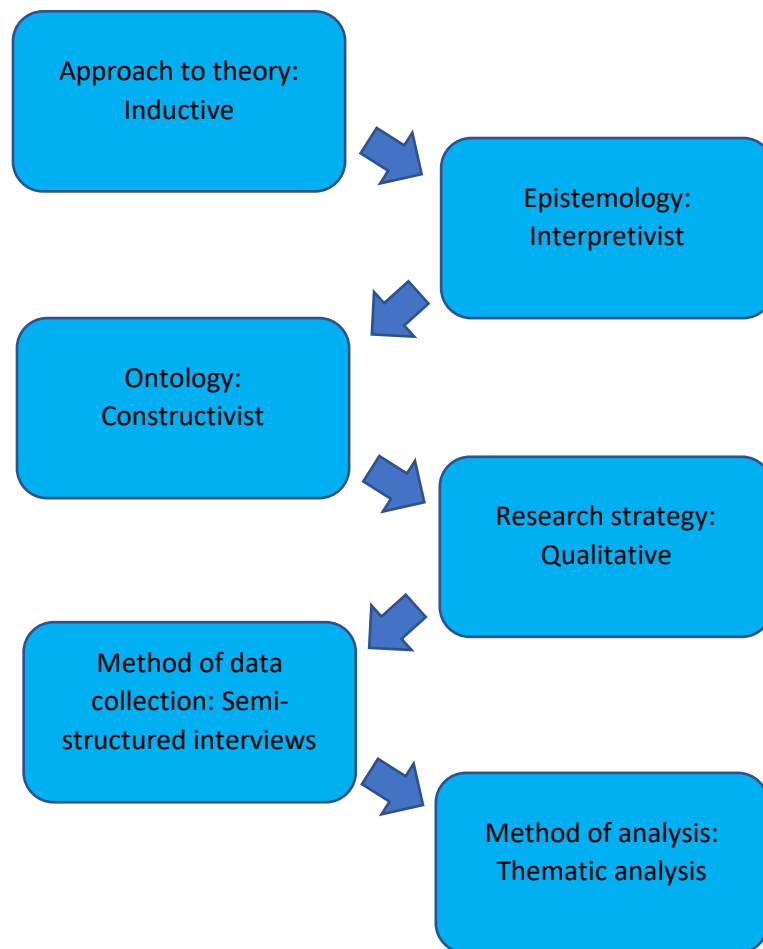 Approach to theory:
Inductive
Epistemology:
Interpretivist
Ontology:
Constructivist
Research strategy:
Qualitative
Method of data
collection: Semi-
structured interviews
Method of analysis:
Thematic analysis